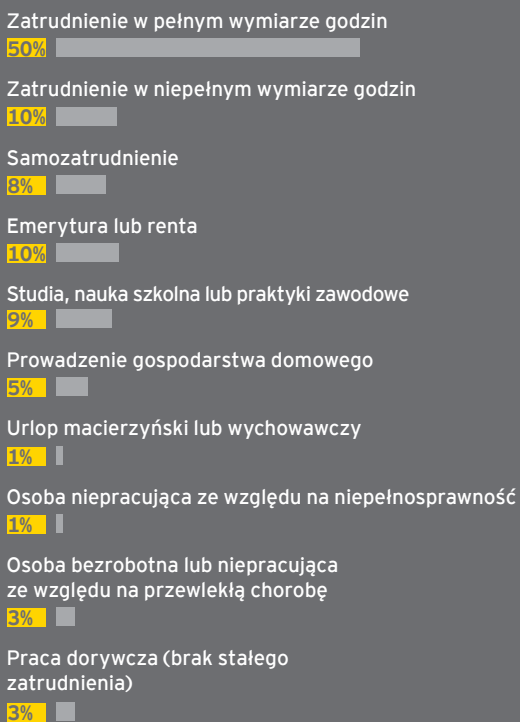 Zatrudnienie w pełnym wymiarze godzin
50%
Zatrudnienie w niepełnym wymiarze godzin
10%
Samozatrudnienie
8%
Emerytura lub renta
10%
Studia, nauka szkolna lub praktyki zawodowe
9%
Prowadzenie gospodarstwa domowego
5%
Urlop macierzyński lub wychowawczy
1%
Osoba niepracująca ze względu na niepełnosprawność
1%
Osoba bezrobotna lub niepracująca
ze względu na przewlekłą chorobę
3%
Praca dorywcza (brak stałego
zatrudnienia)
3%